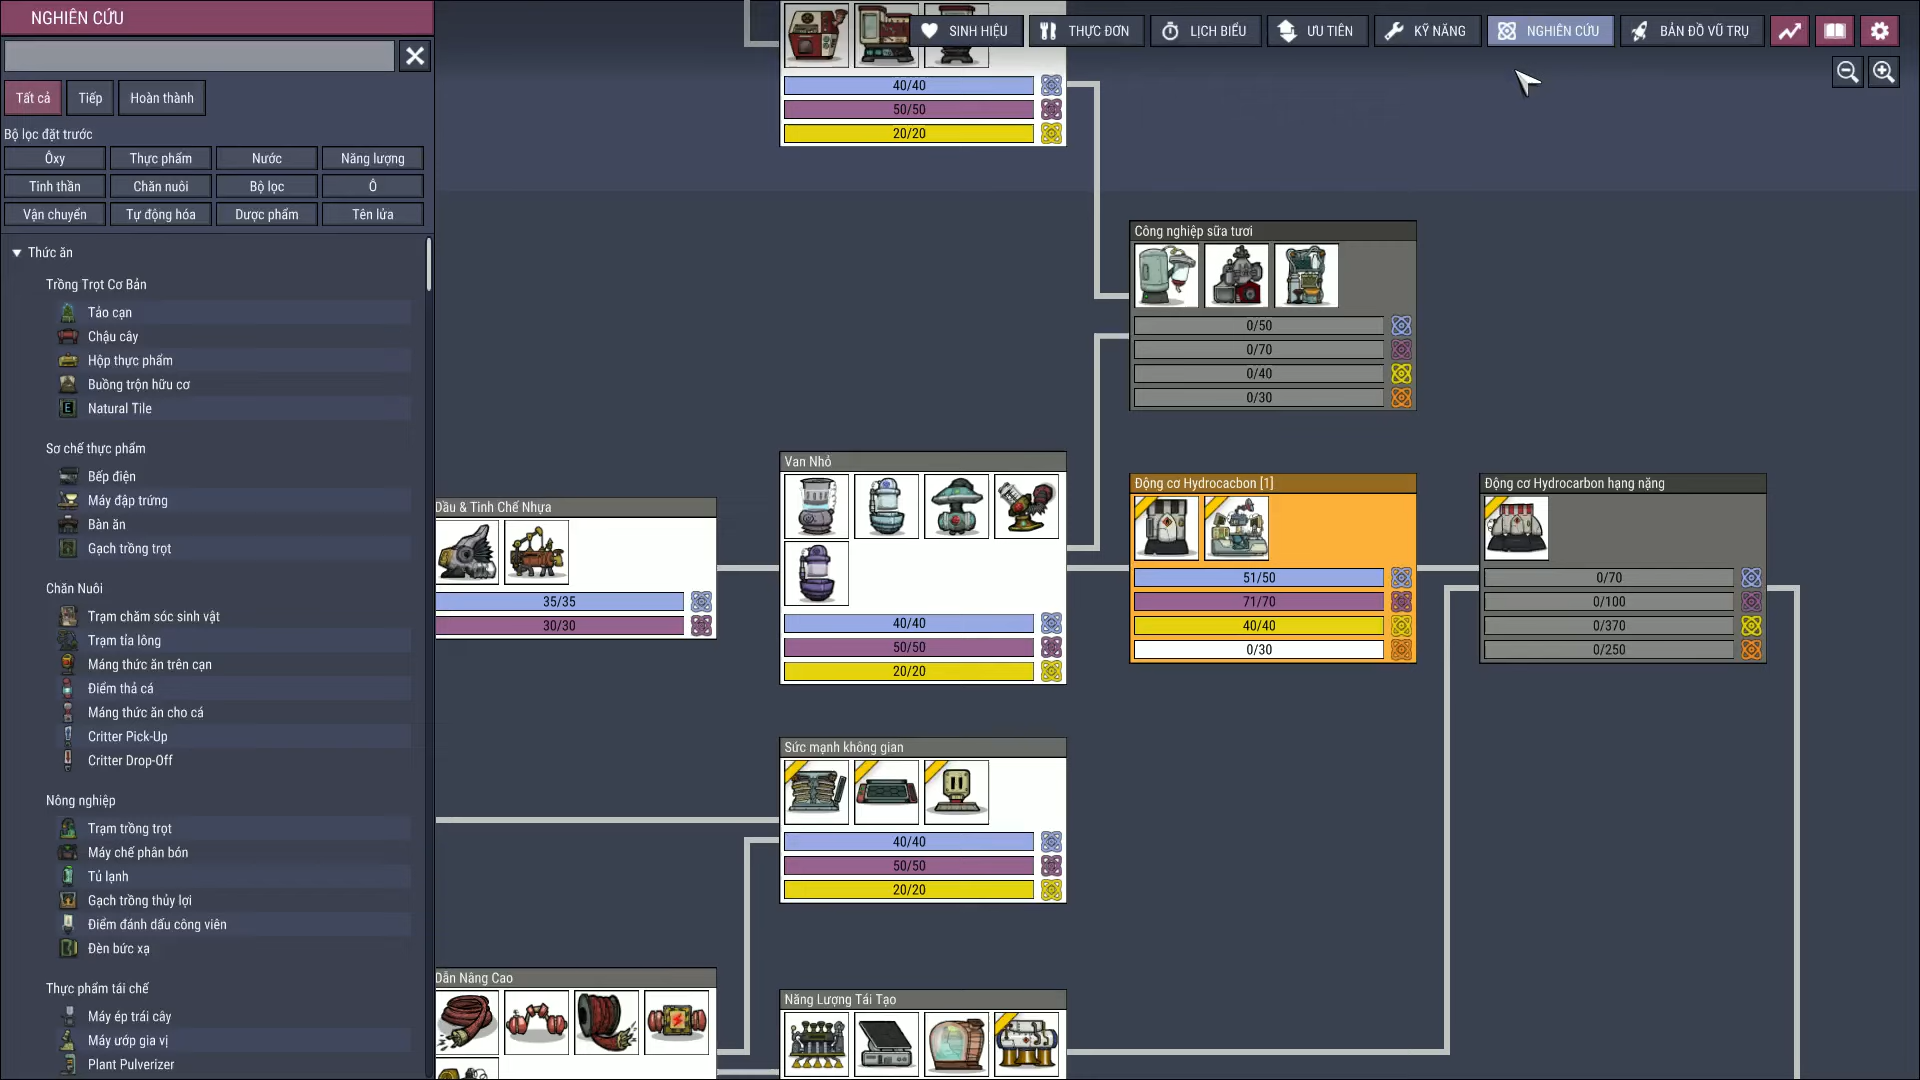 NGHIÊN CỨU
SINH HIỆU
THỰC ĐƠN
LỊCH BIỂU
ƯU TIÊN
KỸ NĂNG
NGHIÊN CỨU
BẢN ĐỒ VŨ TRỤ
Tất cả
Tiếp
Hoàn thành
Bộ lọc đặt trước
Ôxy
Thực phẩm
Nước
Năng lượng
Tinh thần
Chăn nuôi
Bộ lọc
Ô
Vận chuyển
Tự động hóa
Dược phẩm
Tên lửa
Thức ăn
Trồng Trọt Cơ Bản
Tảo cạn
Chậu cây
Hộp thực phẩm
Buồng trộn hữu cơ
Natural Tile
Sơ chế thực phẩm
Bếp điện
Máy đập trứng
Bàn ăn
Gạch trồng trọt
Chăn Nuôi
Trạm chăm sóc sinh vật
Trạm tỉa lông
Máng thức ăn trên cạn
Điểm thả cá
Máng thức ăn cho cá
Critter Pick-Up
Critter Drop-Off
Nông nghiệp
Trạm trồng trọt
Máy chế phân bón
Tủ lạnh
Gạch trồng thủy lợi
Điểm đánh dấu công viên
Đèn bức xạ
Thực phẩm tái chế
Máy ép trái cây
Máy ướp gia vị
Plant Pulverizer
40/40
50/50
20/20
Công nghiệp sữa tươi
0/50
0/70
0/40
0/30
Dầu & Tinh Chế Nhựa
35/35
30/30
Van Nhỏ
40/40
50/50
20/20
Động cơ Hydrocacbon [1]
51/50
71/70
40/40
0/30
Động cơ Hydrocarbon hạng nặng
0/70
0/100
0/370
0/250
Sức mạnh không gian
40/40
50/50
20/20
Dẫn Nâng Cao
Năng Lượng Tái Tạo